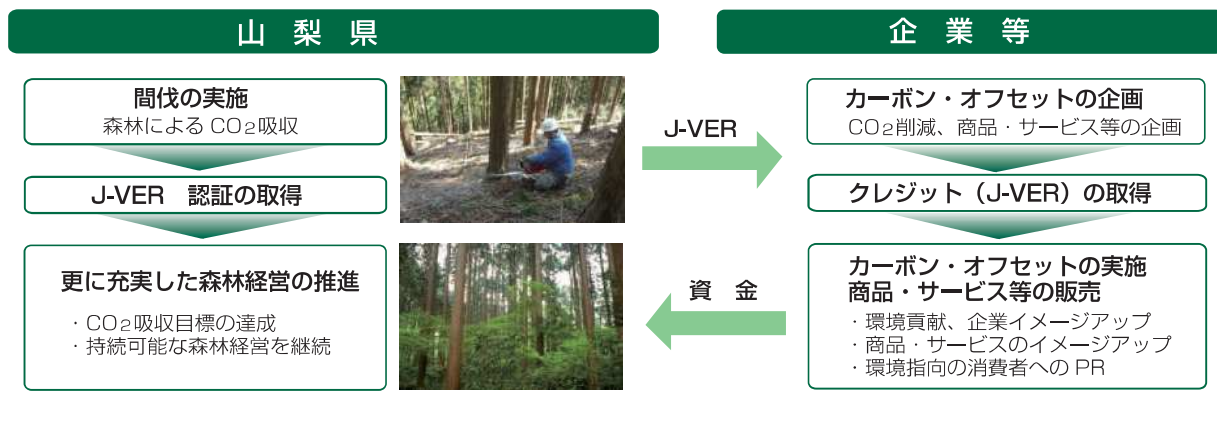 山 梨 県
間伐の実施
森林による CO₂吸収
J-VER 認証の取得
更に充実した森林経営の推進
・CO₂吸収目標の達成
・持続可能な森林経営を継続
J-VER
資 金
企 業 等
カーボン・オフセットの企画
CO₂削減、商品・サービス等の企画
クレジット（J-VER）の取得
カーボン・オフセットの実施
商品・サービス等の販売
・環境貢献、企業イメージアップ
・商品・サービスのイメージアップ
・環境指向の消費者への PR